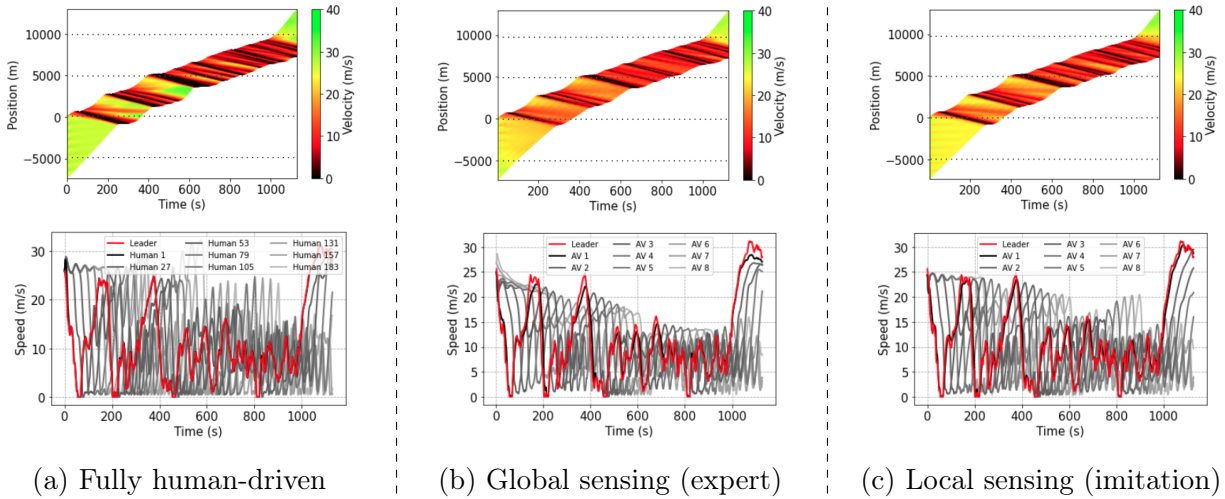 10000
5000
0
−5000
Position (m)
0 200 400 600 800 1000
Time (s)
40
30
20
10
0
Velocity (m/s)
10000
5000
0
−5000
Position (m)
200 400 600 800 1000
Time (s)
40
30
20
10
0
Velocity (m/s)
10000
5000
0
−5000
Position (m)
200 400 600 800 1000
Time (s)
40
30
20
10
0
Velocity (m/s)
30
20
10
0
Speed (m/s)
Leader Human 53 Human 131
Human 1 Human 79 Human 157
Human 27 Human 105 Human 183
0 200 400 600 800 1000
Time (s)
30
25
20
15
10
5
0
Speed (m/s)
Leader AV 3 AV 6
AV 1 AV 4 AV 7
AV 2 AV 5 AV 8
0 200 400 600 800 1000
Time (s)
30
25
20
15
10
5
0
Speed (m/s)
Leader AV 3 AV 6
AV 1 AV 4 AV 7
AV 2 AV 5 AV 8
0 200 400 600 800 1000
Time (s)
(a) Fully human-driven
(b) Global sensing (expert)
(c) Local sensing (imitation)